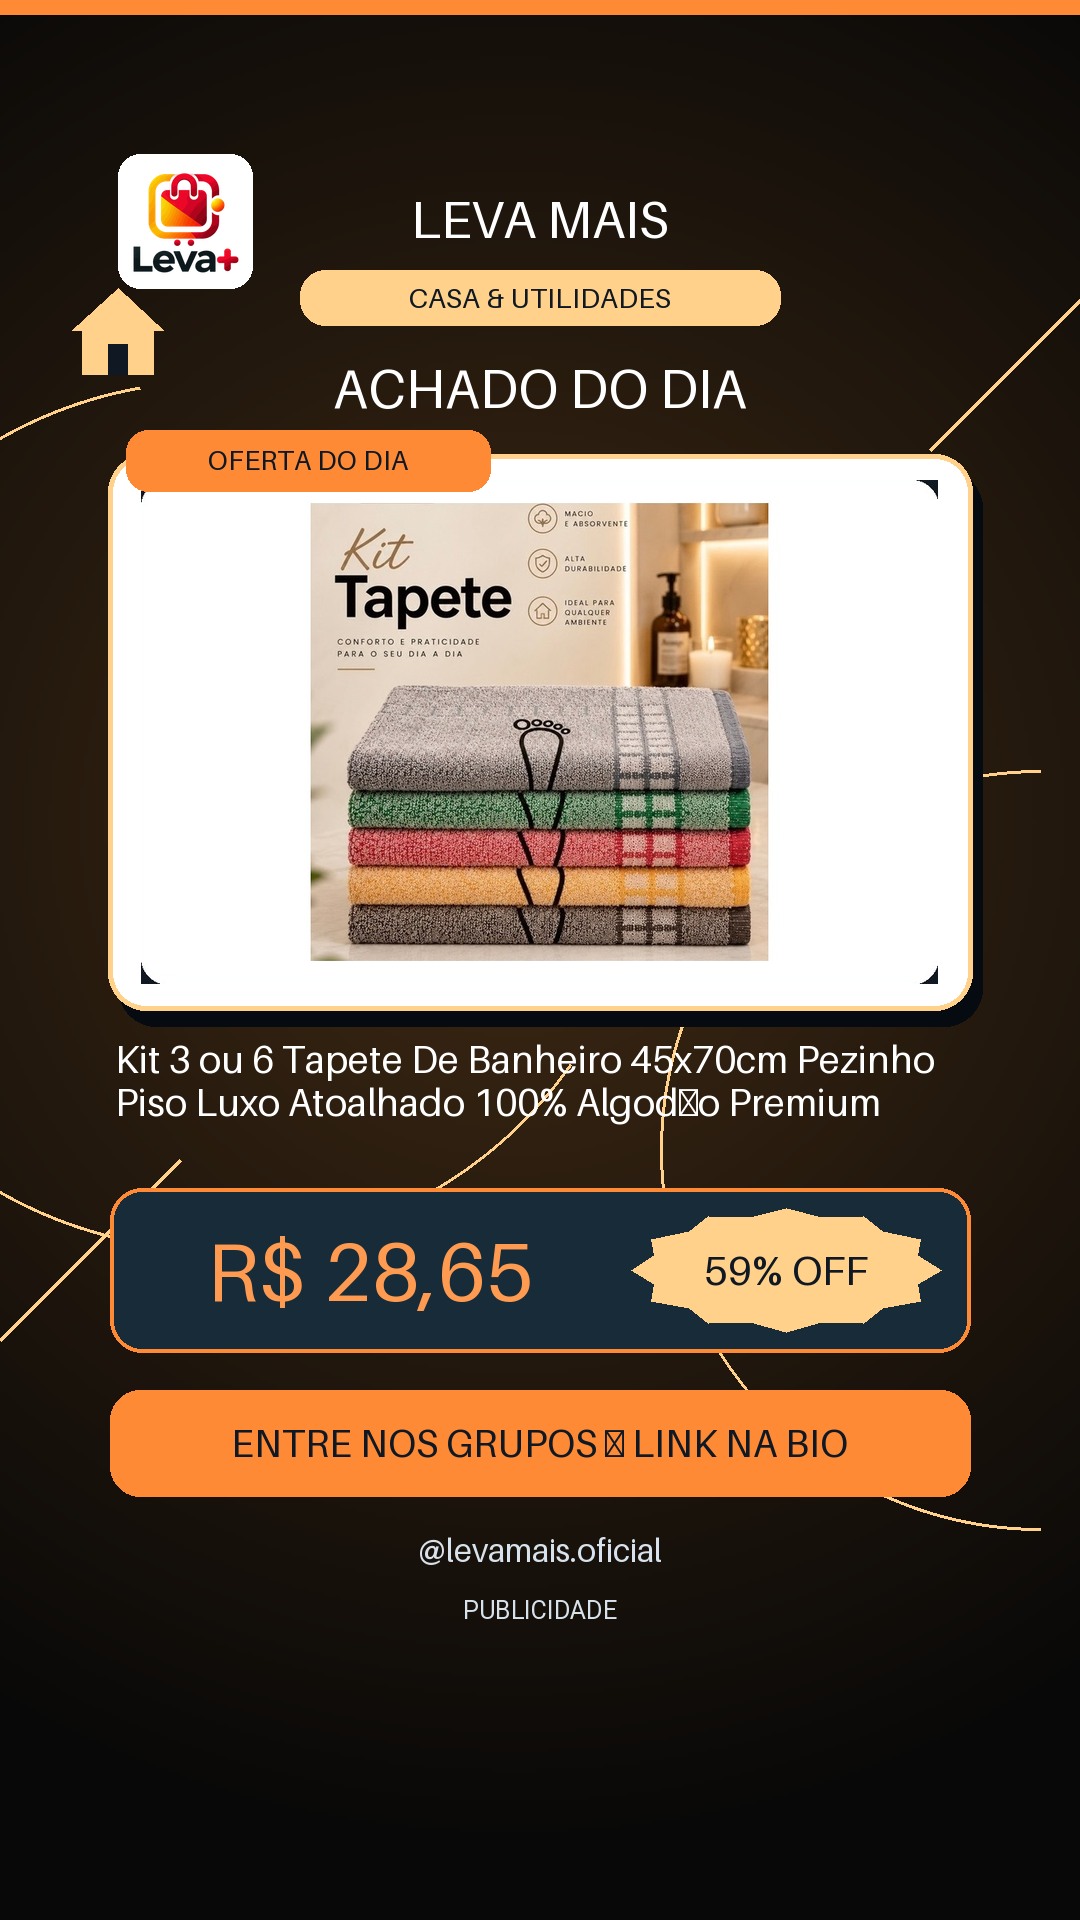 Leva+
LEVA MAIS
CASA & UTILIDADES
ACHADO DO DIA
OFERTA DO DIA
Kit
Tapete
CONFORTO E PRATICIDADE
PARA O SEU DIA A DIA
MACIO
E ABSORVENTE
ALTA
DURABILIDADE
IDEAL PARA
QUALQUER
AMBIENTE
Kit 3 ou 6 Tapete De Banheiro 45x70cm Pezinho
Piso Luxo Atoalhado 100% Algod☒o Premium
R$ 28,65
59% OFF
ENTRE NOS GRUPOS ☒ LINK NA BIO
@levamais.oficial
PUBLICIDADE